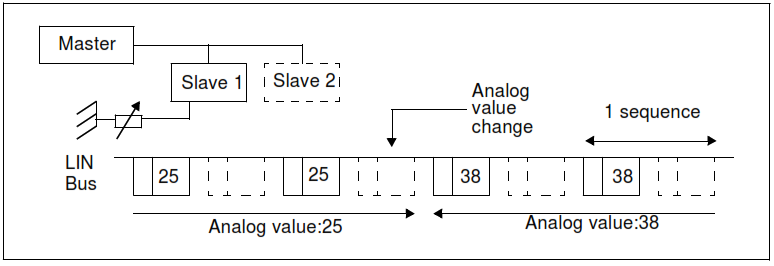 Master
Slave 1
Slave 2
Analog
value
change
1 sequence
LIN
Bus
25
25
38
38
Analog value:25
Analog value:38